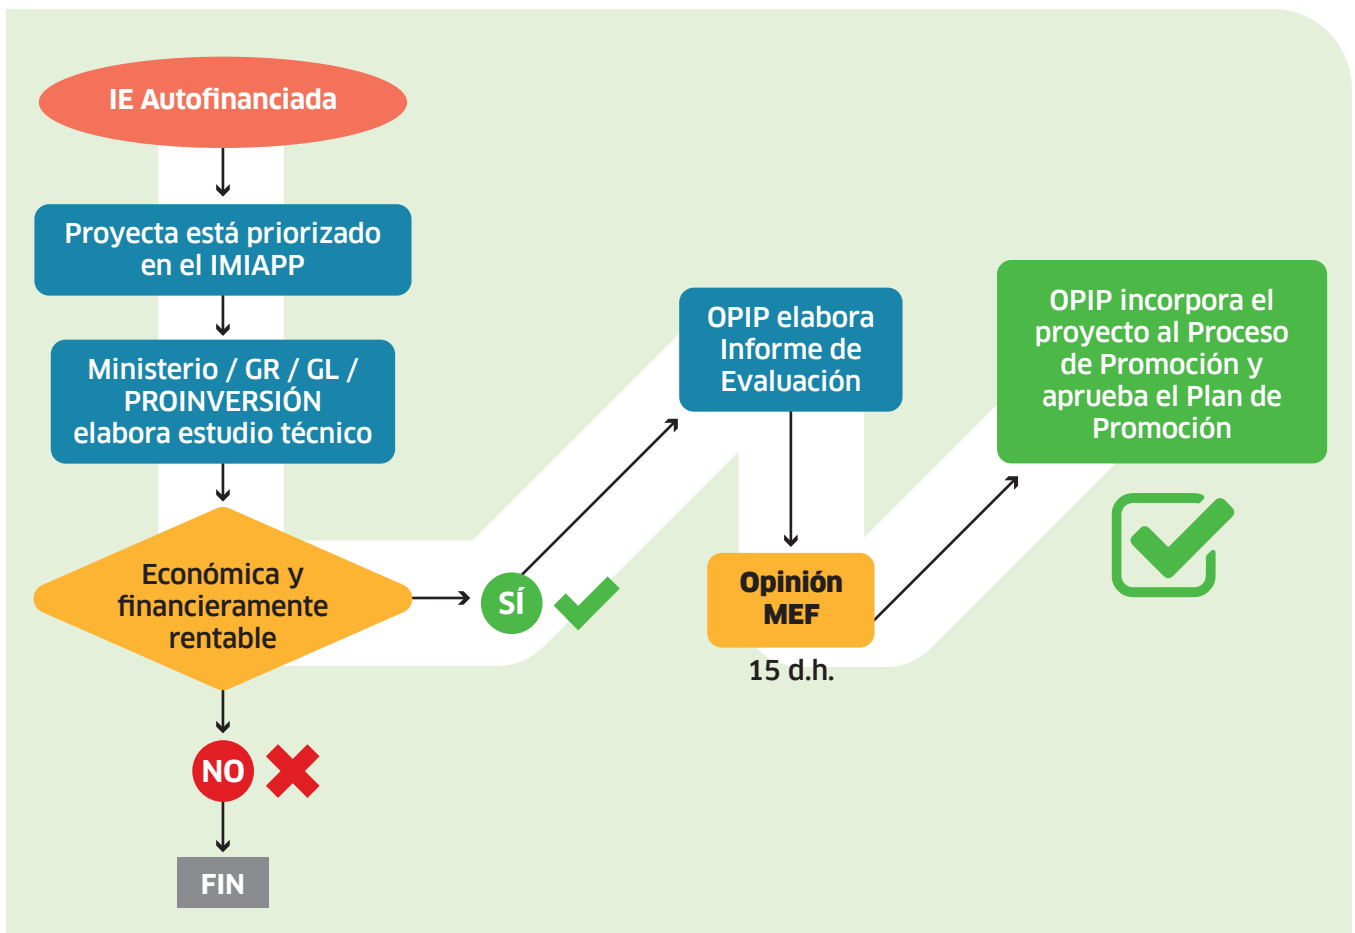 IE Autofinanciada
Proyecta está priorizado
en el IMIAPP
Ministerio / GR / GL /
PROINVERSIÓN
elabora estudio técnico
Económica y
financieramente
rentable
SÍ
NO
FIN
OPIP elabora
Informe de
Evaluación
Opinión
MEF
15 d.h.
OPIP incorpora el
proyecto al Proceso
de Promoción y
aprueba el Plan de
Promoción